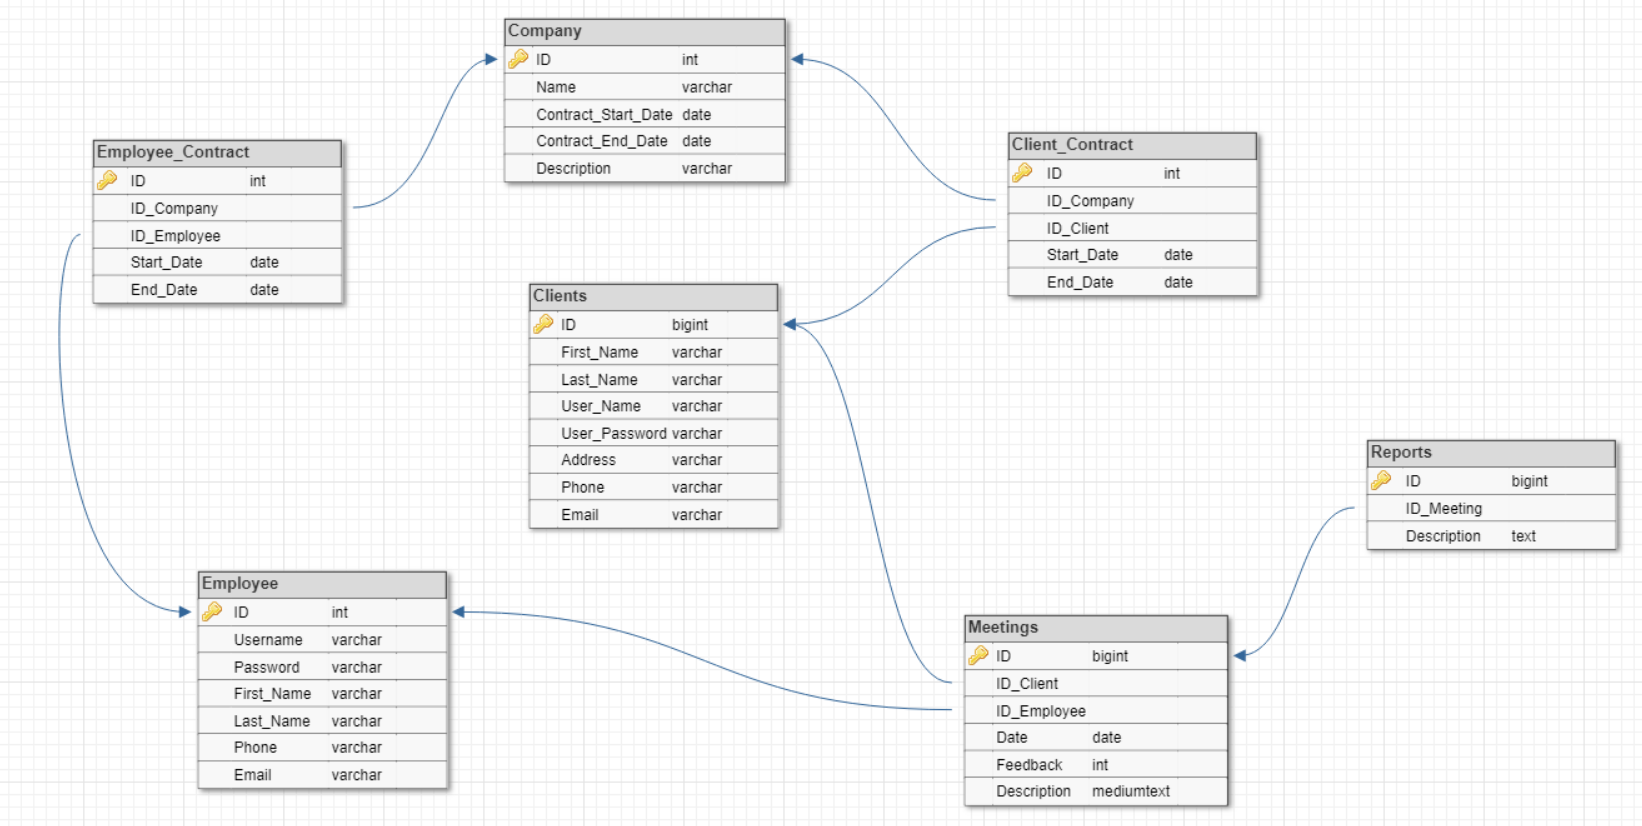 Company
ID int
Name varchar
Contract_Start_Date date
Contract_End_Date date
Description varchar
Employee_Contract
ID int
ID_Company
ID_Employee
Start_Date date
End_Date date
Client_Contract
ID int
ID_Company
ID_Client
Start_Date date
End_Date date
Clients
ID bigint
First_Name varchar
Last_Name varchar
User_Name varchar
User_Password varchar
Address varchar
Phone varchar
Email varchar
Reports
ID bigint
ID_Meeting
Description text
Employee
ID int
Username varchar
Password varchar
First_Name varchar
Last_Name varchar
Phone varchar
Email varchar
Meetings
ID bigint
ID_Client
ID_Employee
Date date
Feedback int
Description mediumtext